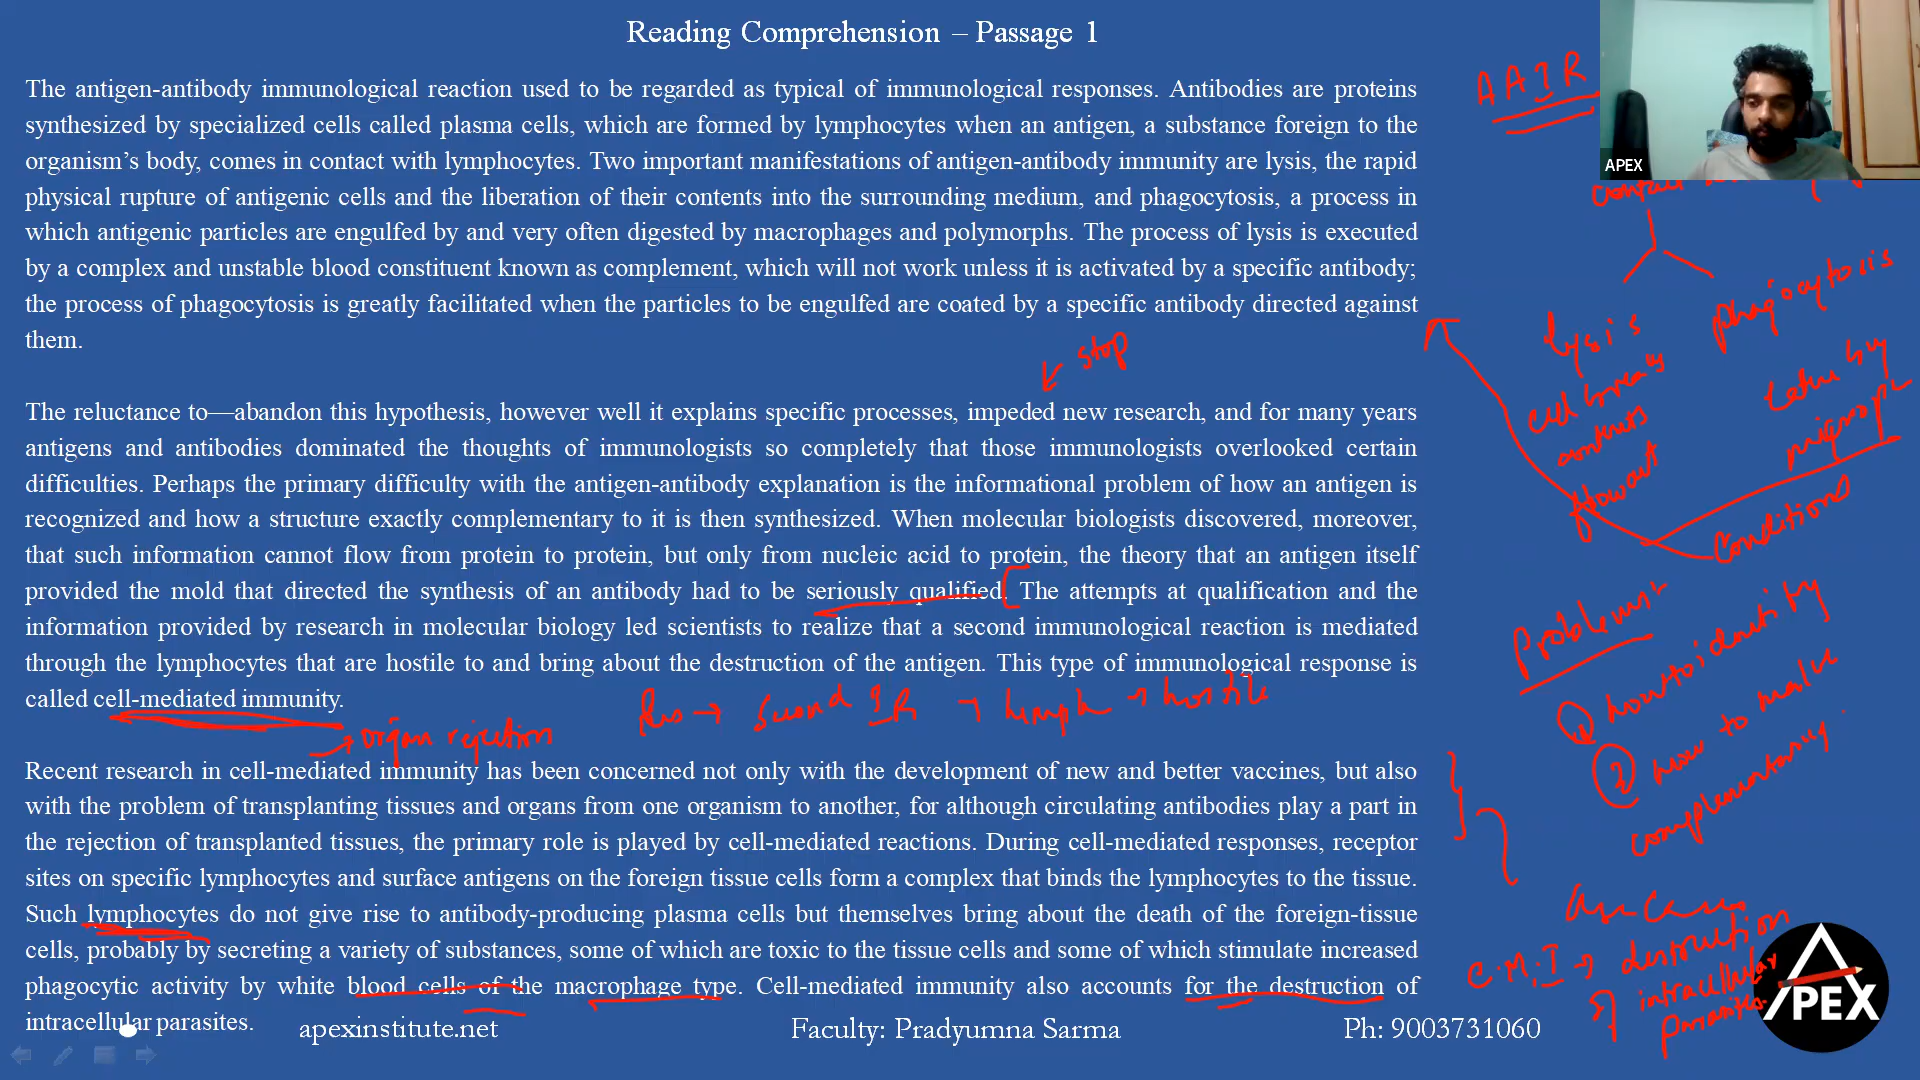 Reading Comprehension – Passage 1
The antigen-antibody immunological reaction used to be regarded as typical of immunological responses. Antibodies are proteins
synthesized by specialized cells called plasma cells, which are formed by lymphocytes when an antigen, a substance foreign to the
organism’s body, comes in contact with lymphocytes. Two important manifestations of antigen-antibody immunity are lysis, the rapid
physical rupture of antigenic cells and the liberation of their contents into the surrounding medium, and phagocytosis, a process in
which antigenic particles are engulfed by and very often digested by macrophages and polymorphs. The process of lysis is executed
by a complex and unstable blood constituent known as complement, which will not work unless it is activated by a specific antibody;
the process of phagocytosis is greatly facilitated when the particles to be engulfed are coated by a specific antibody directed against
them.
stop
The reluctance to—abandon this hypothesis, however well it explains specific processes, impeded new research, and for many years
antigens and antibodies dominated the thoughts of immunologists so completely that those immunologists overlooked certain
difficulties. Perhaps the primary difficulty with the antigen-antibody explanation is the informational problem of how an antigen is
recognized and how a structure exactly complementary to it is then synthesized. When molecular biologists discovered, moreover,
that such information cannot flow from protein to protein, but only from nucleic acid to protein, the theory that an antigen itself
provided the mold that directed the synthesis of an antibody had to be seriously qualified. The attempts at qualification and the
information provided by research in molecular biology led scientists to realize that a second immunological reaction is mediated
through the lymphocytes that are hostile to and bring about the destruction of the antigen. This type of immunological response is
called cell-mediated immunity.
Second IR → lymph → hostile
→ organ rejection
Recent research in cell-mediated immunity has been concerned not only with the development of new and better vaccines, but also
with the problem of transplanting tissues and organs from one organism to another, for although circulating antibodies play a part in
the rejection of transplanted tissues, the primary role is played by cell-mediated reactions. During cell-mediated responses, receptor
sites on specific lymphocytes and surface antigens on the foreign tissue cells form a complex that binds the lymphocytes to the tissue.
Such lymphocytes do not give rise to antibody-producing plasma cells but themselves bring about the death of the foreign-tissue
cells, probably by secreting a variety of substances, some of which are toxic to the tissue cells and some of which stimulate increased
phagocytic activity by white blood cells of the macrophage type. Cell-mediated immunity also accounts for the destruction of
intracellular parasites.
apexinstitute.net
Faculty: Pradyumna Sarma
Ph: 9003731060
AAIR
APEX
lysis
cell breaks
contents
flow out
phagocytosis
eaten by
Conditions
Problems
① how to identity
② how to make
complementary
C.M.I → destruction
of intracellular
parasites
APEX